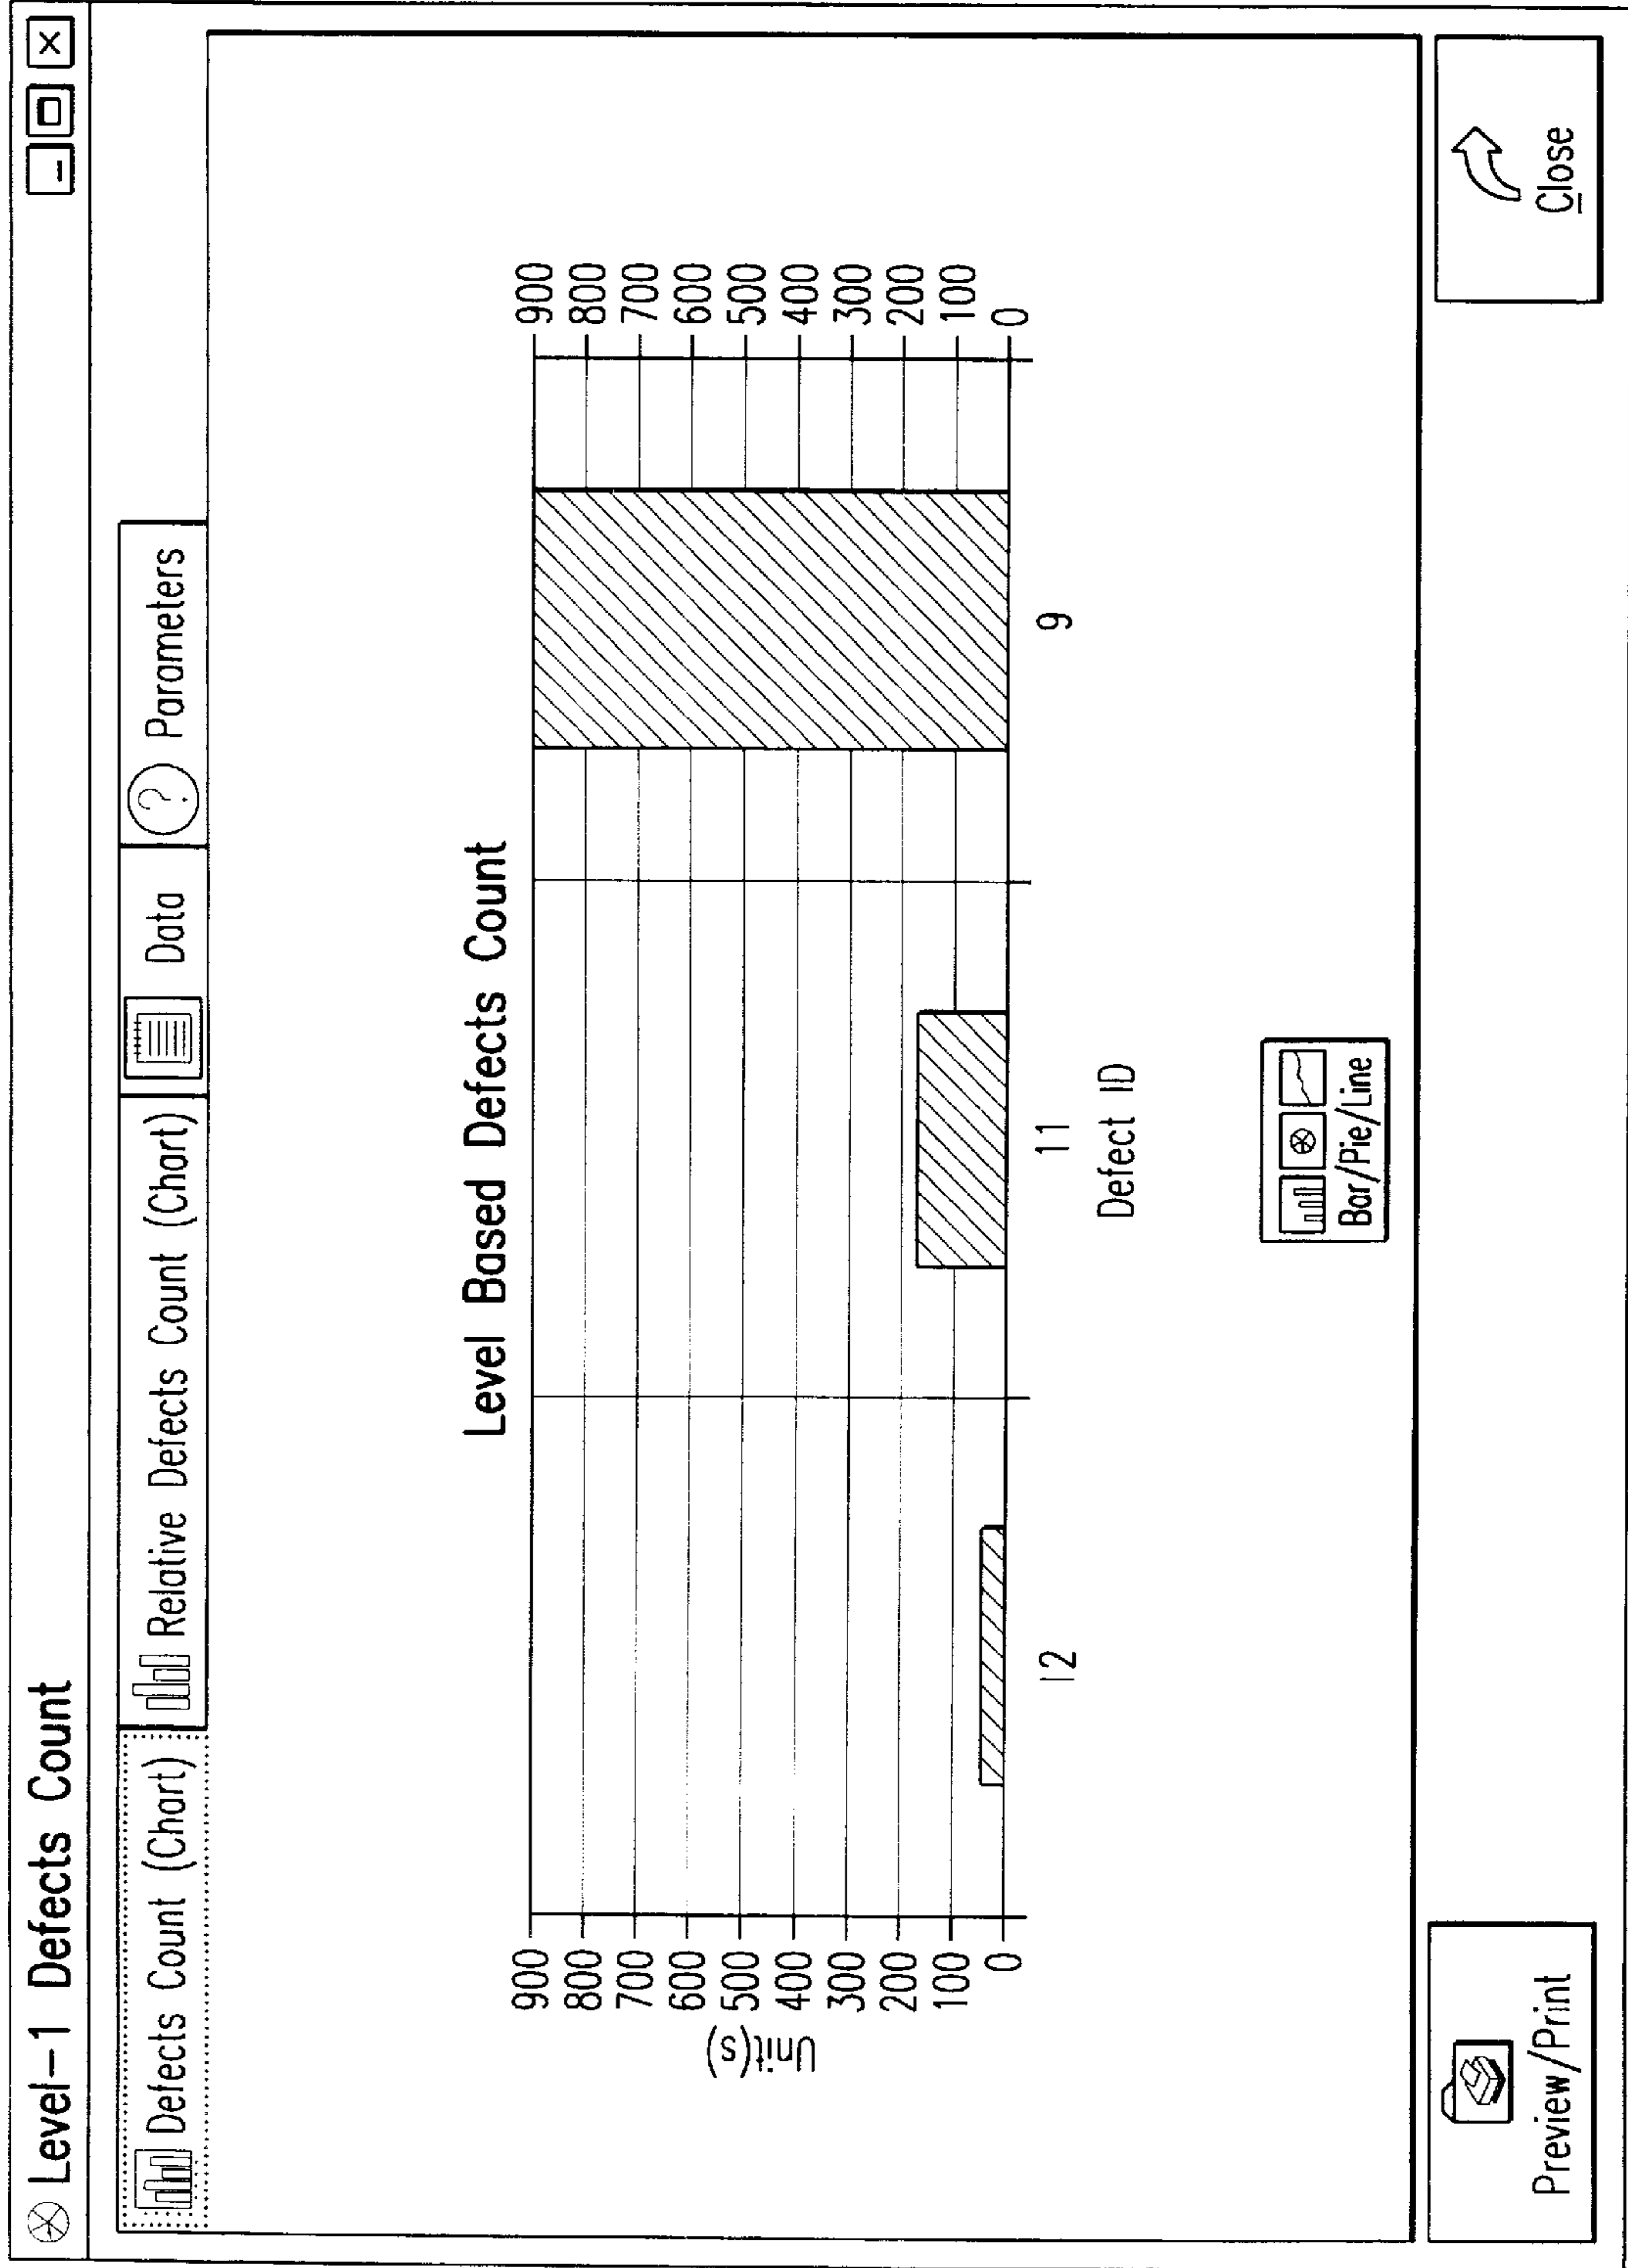 Level-1 Defects Count
Defects Count (Chart)
Relative Defects Count (Chart)
Data
? Parameters
Level Based Defects Count
Unit(s)
900 900
800 800
700 700
600 600
500 500
400 400
300 300
200 200
100 100
0 0
12 11 9
Defect ID
Bar/Pie/Line
Preview/Print
Close